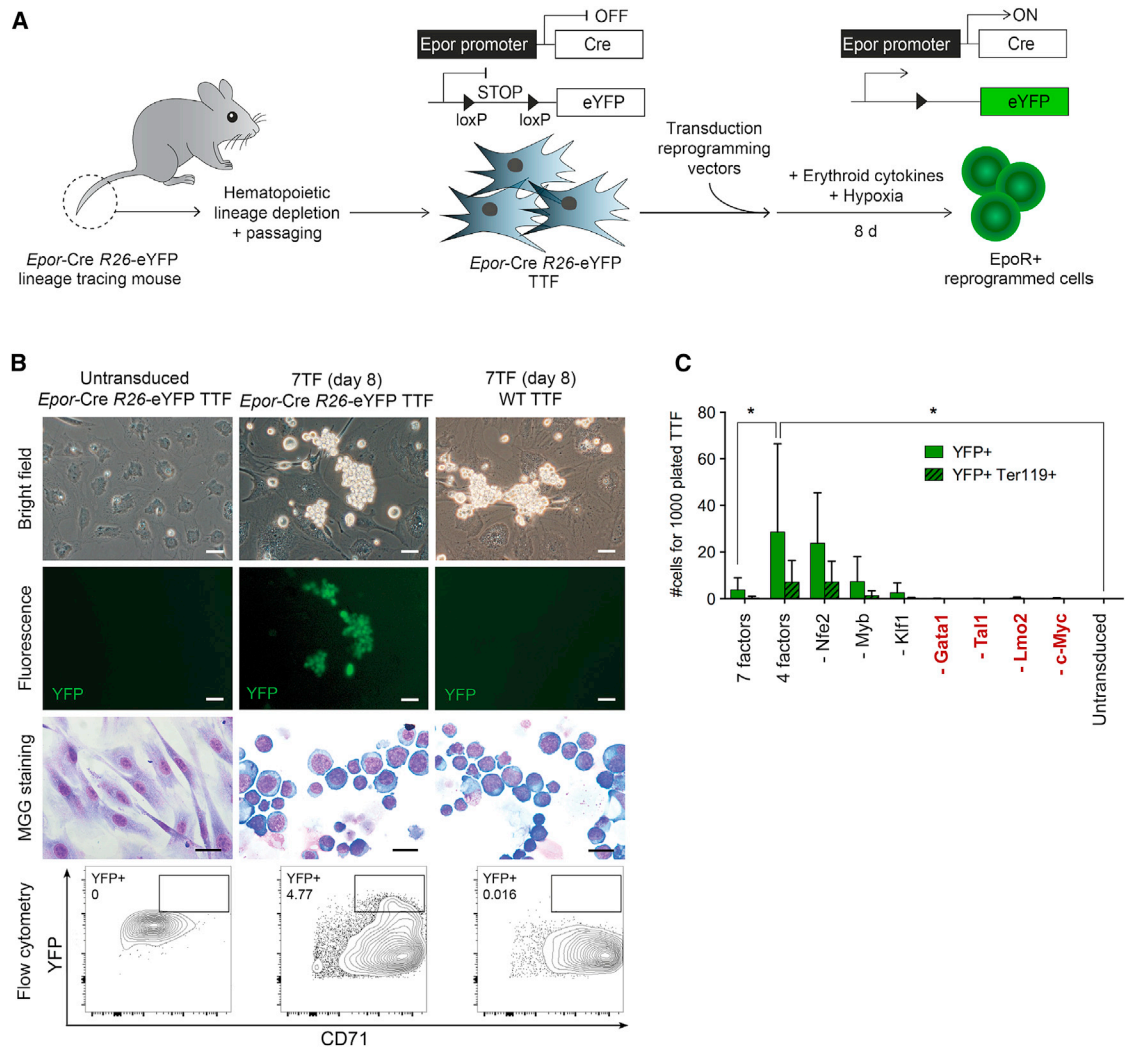 A
Epor promoter
OFF
Cre
STOP
loxP
loxP
eYFP
Epor promoter
ON
Cre
eYFP
Hematopoietic
lineage depletion
+ passaging
Transduction
reprogramming
vectors
+ Erythroid cytokines
+ Hypoxia
8 d
Epor-Cre R26-eYFP
lineage tracing mouse
Epor-Cre R26-eYFP
TTF
EpoR+
reprogrammed cells
B
Untransduced
Epor-Cre R26-eYFP TTF
7TF (day 8)
Epor-Cre R26-eYFP TTF
7TF (day 8)
WT TTF
Bright field
Fluorescence
YFP
YFP
YFP
MGG staining
Flow cytometry
YFP
YFP+
0
YFP+
4.77
YFP+
0.016
CD71
C
#cells for 1000 plated TTF
80
60
40
20
0
*
*
YFP+
YFP+ Ter119+
7 factors
4 factors
- Nfe2
- Myb
- Klf1
- Gata1
- Tal1
- Lmo2
- c-Myc
Untransduced